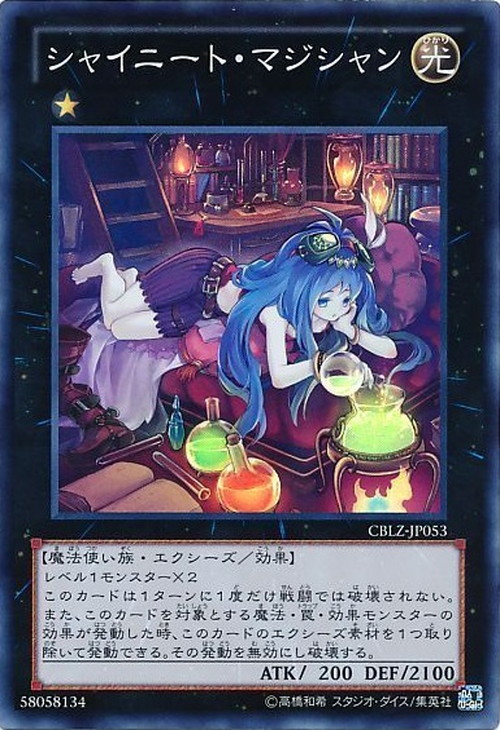 シャイニート・マジシャン
ひかり
光
CBLZ-JP053
【魔法使い族・エクシーズ/効果】
レベル1モンスター×2
このカードは1ターンに1度だけ戦闘では破壊されない。
また、このカードを対象とする魔法・罠・効果モンスターの
効果が発動した時、このカードのエクシーズ素材を1つ取り
除いて発動できる。その発動を無効にし破壊する。
ATK/ 200 DEF/2100
58058134
©高橋和希 スタジオ・ダイス/集英社